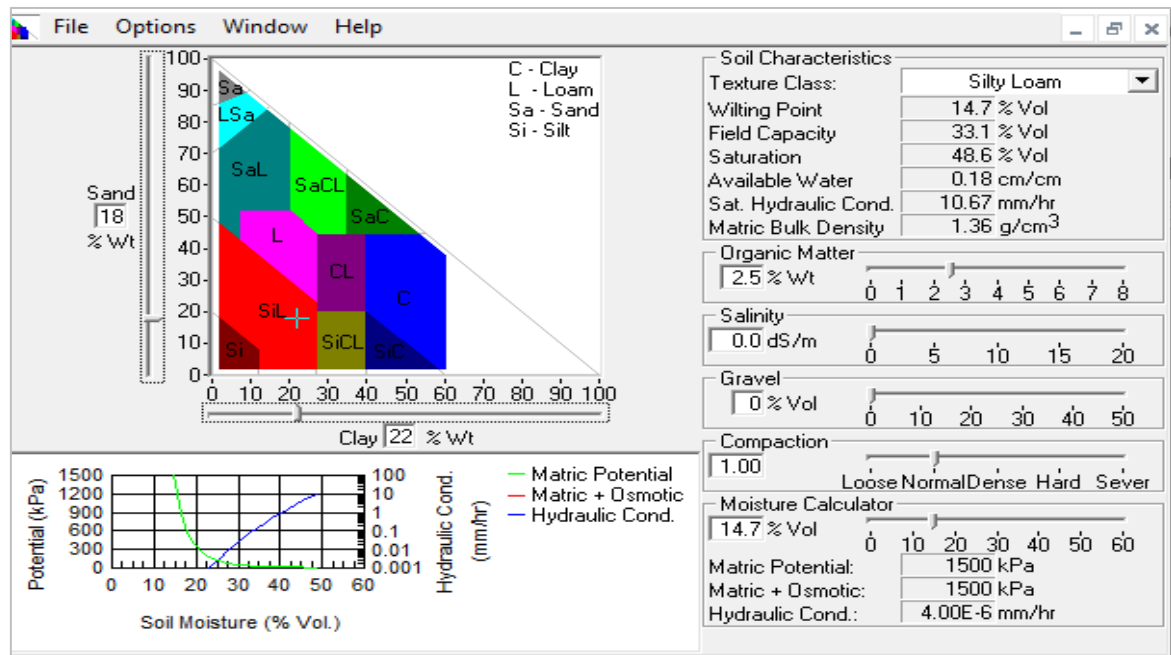 File Options Window Help
C - Clay
L - Loam
Sa - Sand
Si - Silt
100
90
80
70
60
50
40
30
20
10
0
Sand
18
% Wt
Sa
LSa
SaL
SaCL
SaC
L
CL
C
SiL
Si
SiCL
SiC
0 10 20 30 40 50 60 70 80 90 100
Clay 22 % Wt
Potential (kPa)
1500
1200
900
600
300
0
0 10 20 30 40 50 60
Soil Moisture (% Vol.)
100
10
1
0.1
0.01
0.001
Hydraulic Cond.
(mm/hr)
Matric Potential
Matric + Osmotic
Hydraulic Cond.
Soil Characteristics
Texture Class: Silty Loam
Wilting Point 14.7 % Vol
Field Capacity 33.1 % Vol
Saturation 48.6 % Vol
Available Water 0.18 cm/cm
Sat. Hydraulic Cond. 10.67 mm/hr
Matric Bulk Density 1.36 g/cm3
Organic Matter
2.5 % Wt
0 1 2 3 4 5 6 7 8
Salinity
0.0 dS/m
0 5 10 15 20
Gravel
0 % Vol
0 10 20 30 40 50
Compaction
1.00
Loose Normal Dense Hard Sever
Moisture Calculator
14.7 % Vol
0 10 20 30 40 50 60
Matric Potential: 1500 kPa
Matric + Osmotic: 1500 kPa
Hydraulic Cond.: 4.00E-6 mm/hr